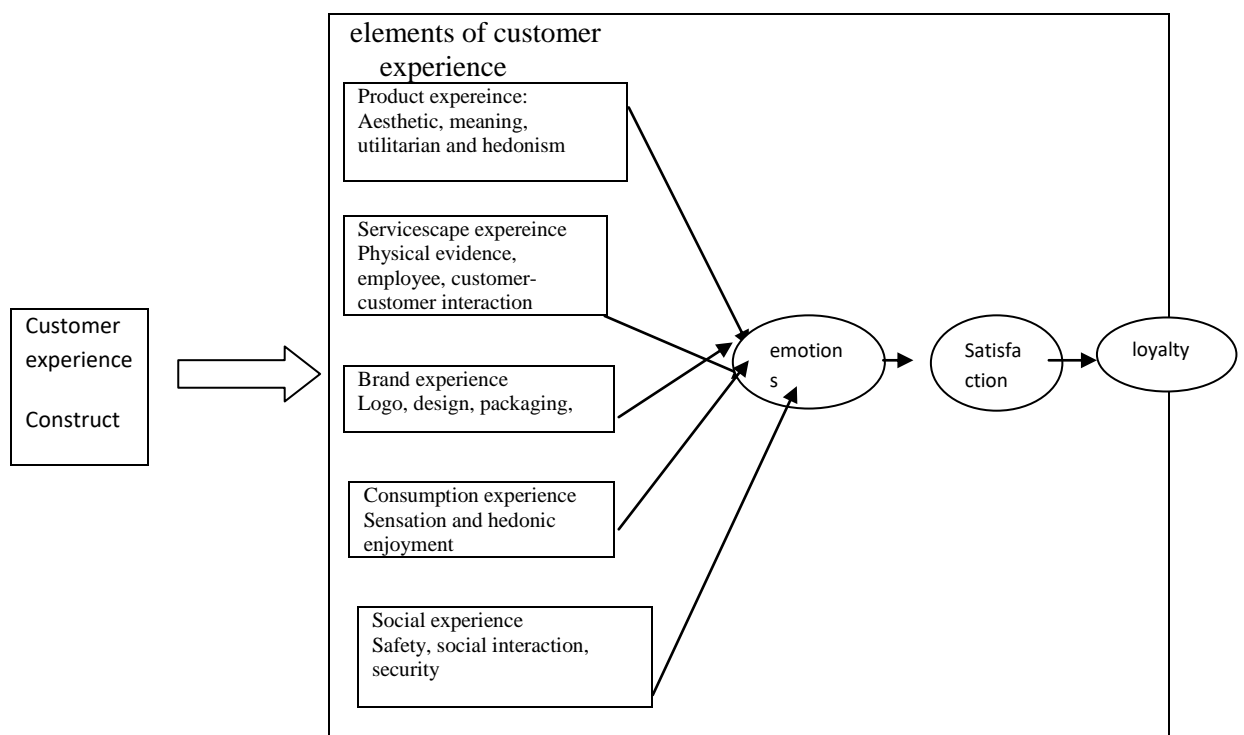 elements of customer
experience
Product expereince:
Aesthetic, meaning,
utilitarian and hedonism
Servicescape expereince
Physical evidence,
employee, customer-
customer interaction
Customer
experience
Construct
Brand experience
Logo, design, packaging,
emotion
s
Satisfa
ction
loyalty
Consumption experience
Sensation and hedonic
enjoyment
Social experience
Safety, social interaction,
security